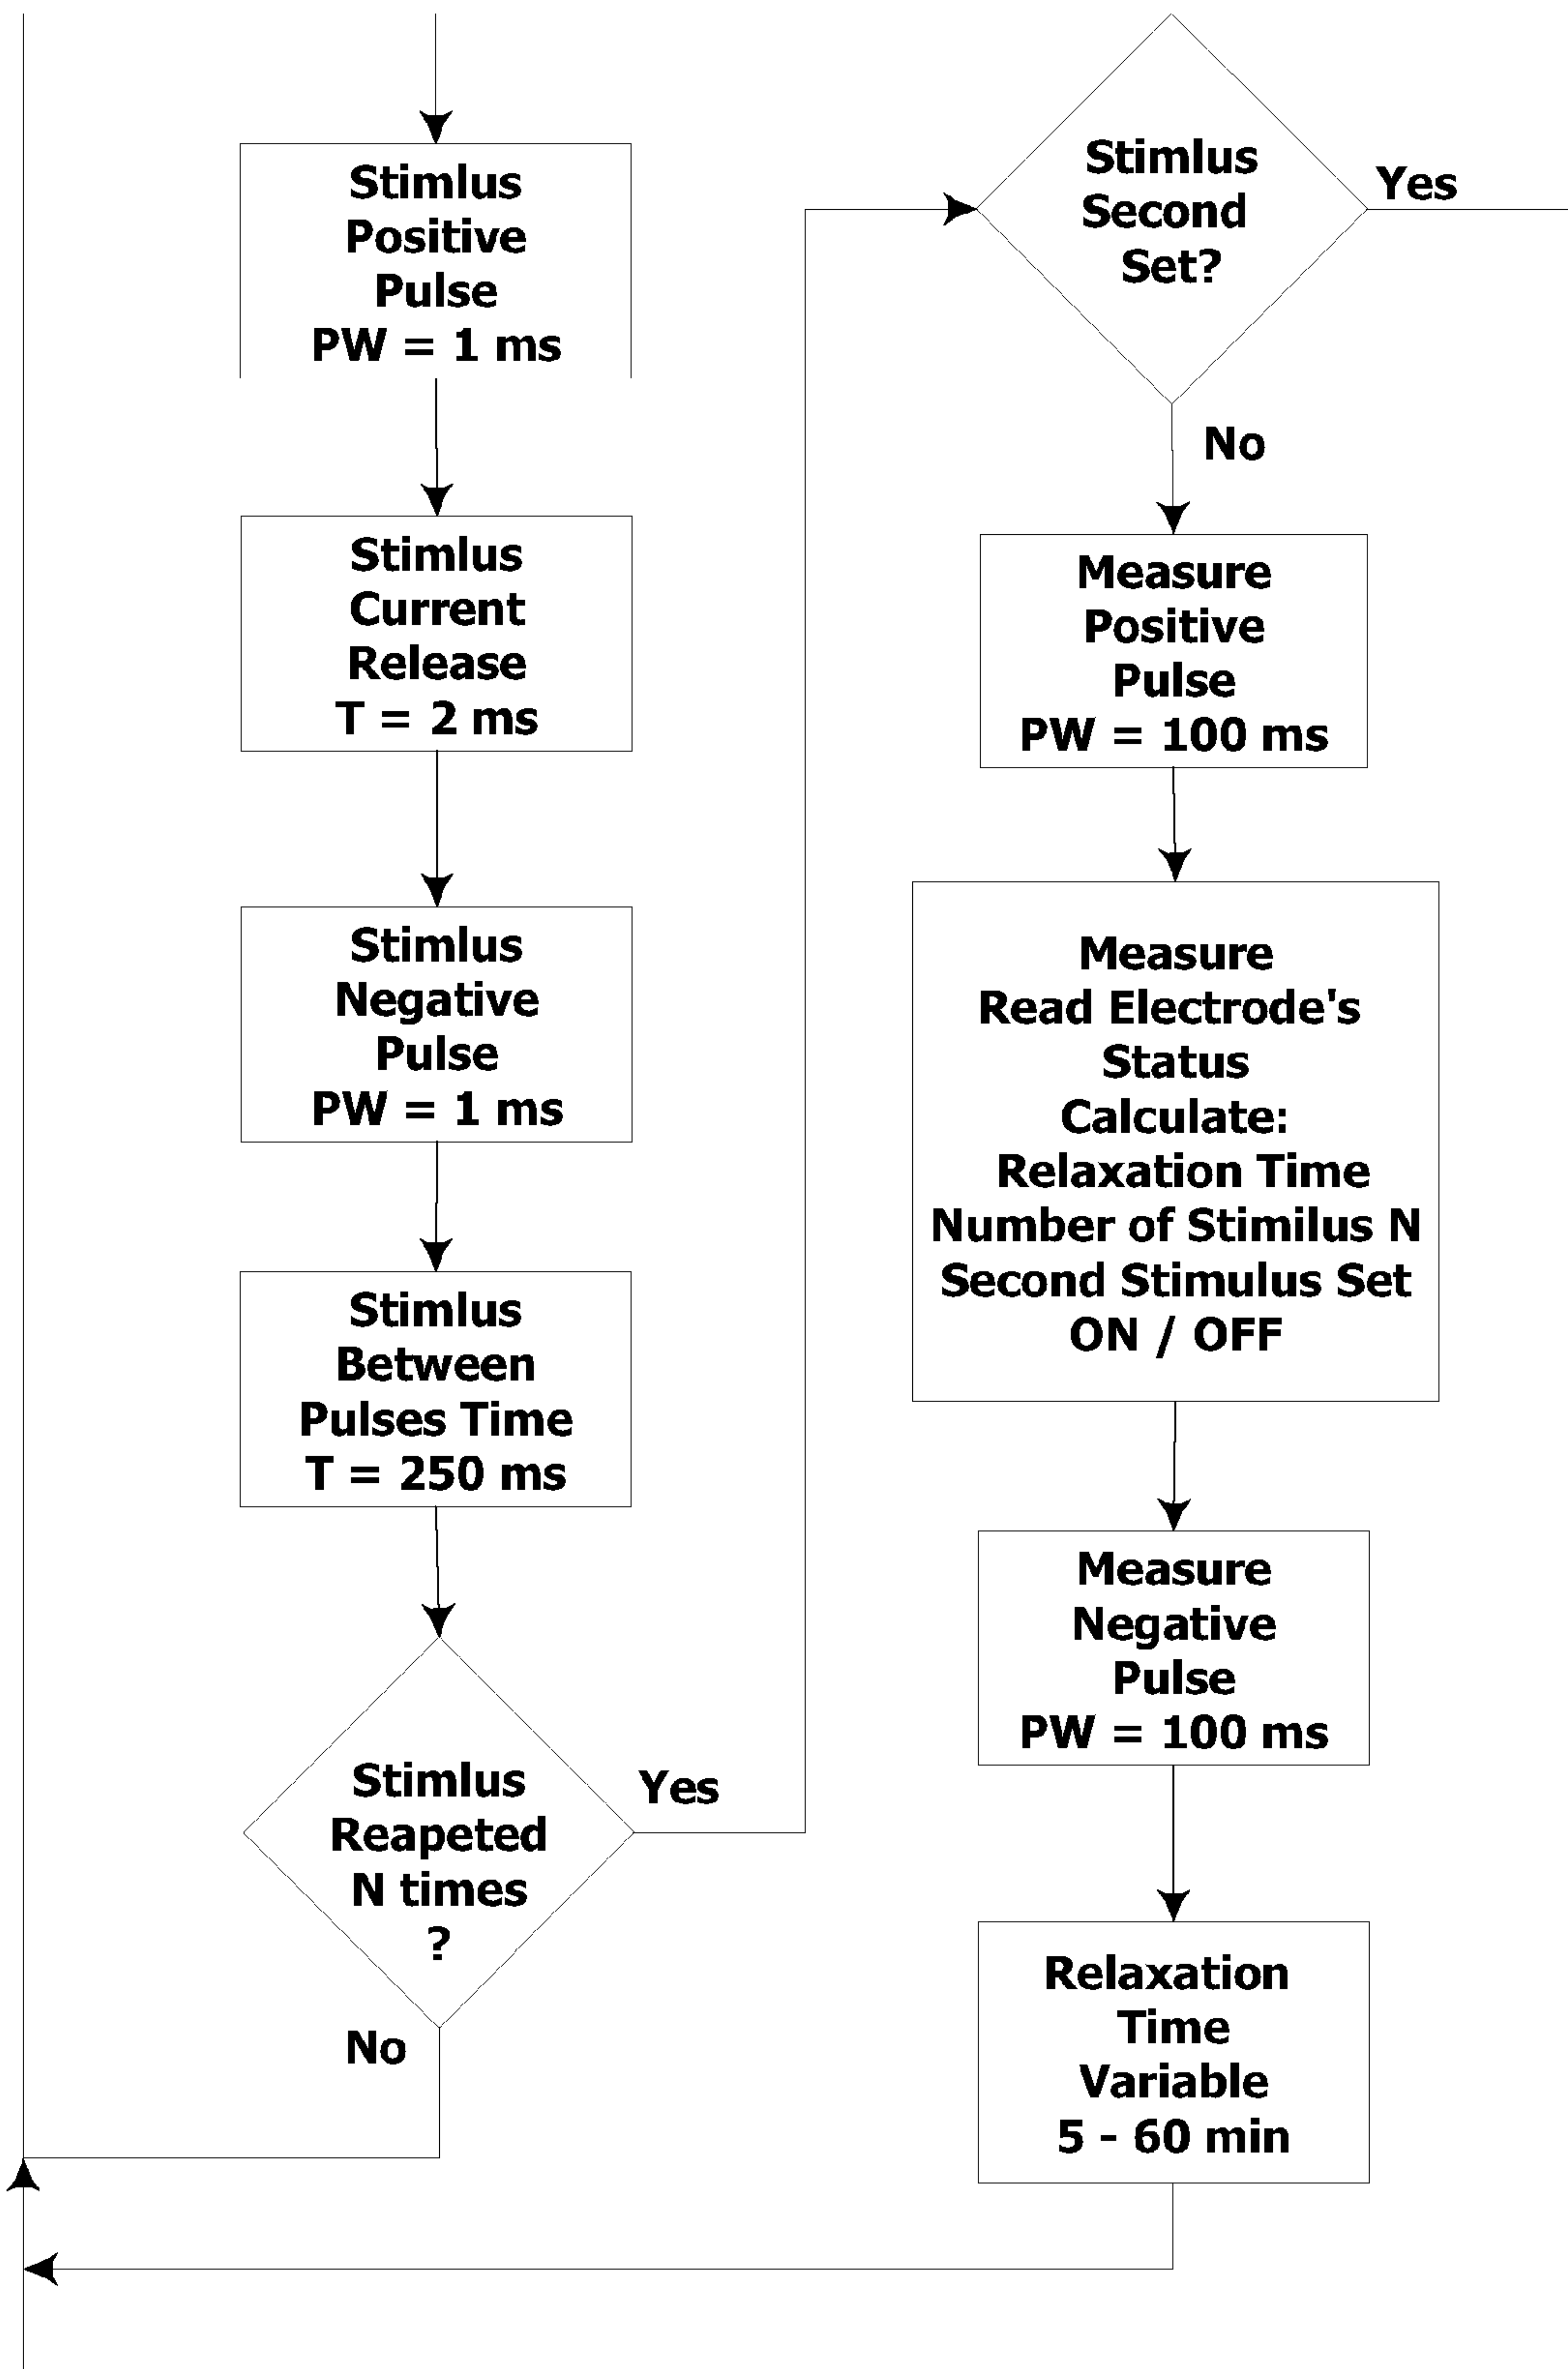 Stimlus
Positive
Pulse
PW = 1 ms
Stimlus
Current
Release
T = 2 ms
Stimlus
Negative
Pulse
PW = 1 ms
Stimlus
Between
Pulses Time
T = 250 ms
Stimlus
Reapeted
N times
?
Yes
No
Stimlus
Second
Set?
Yes
No
Measure
Positive
Pulse
PW = 100 ms
Measure
Read Electrode's
Status
Calculate:
Relaxation Time
Number of Stimilus N
Second Stimulus Set
ON / OFF
Measure
Negative
Pulse
PW = 100 ms
Relaxation
Time
Variable
5 - 60 min